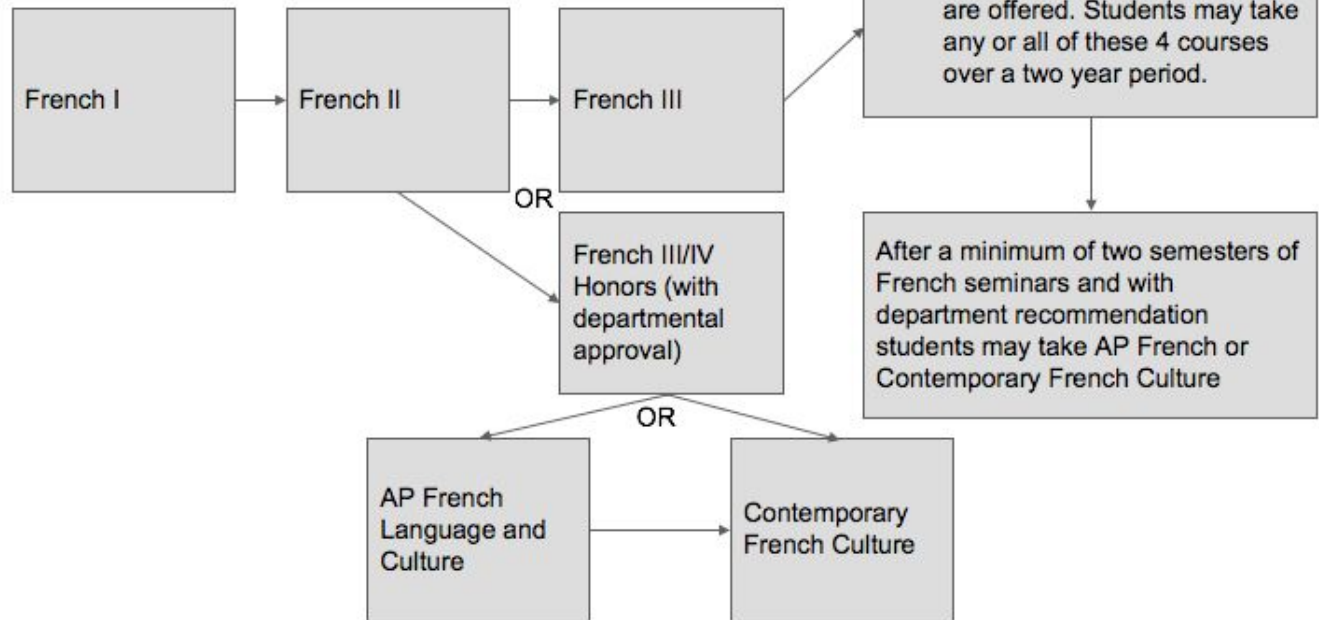 are offered. Students may take
any or all of these 4 courses
over a two year period.
French I
French II
French III
OR
French III/IV
Honors (with
departmental
approval)
After a minimum of two semesters of
French seminars and with
department recommendation
students may take AP French or
Contemporary French Culture
OR
AP French
Language and
Culture
Contemporary
French Culture